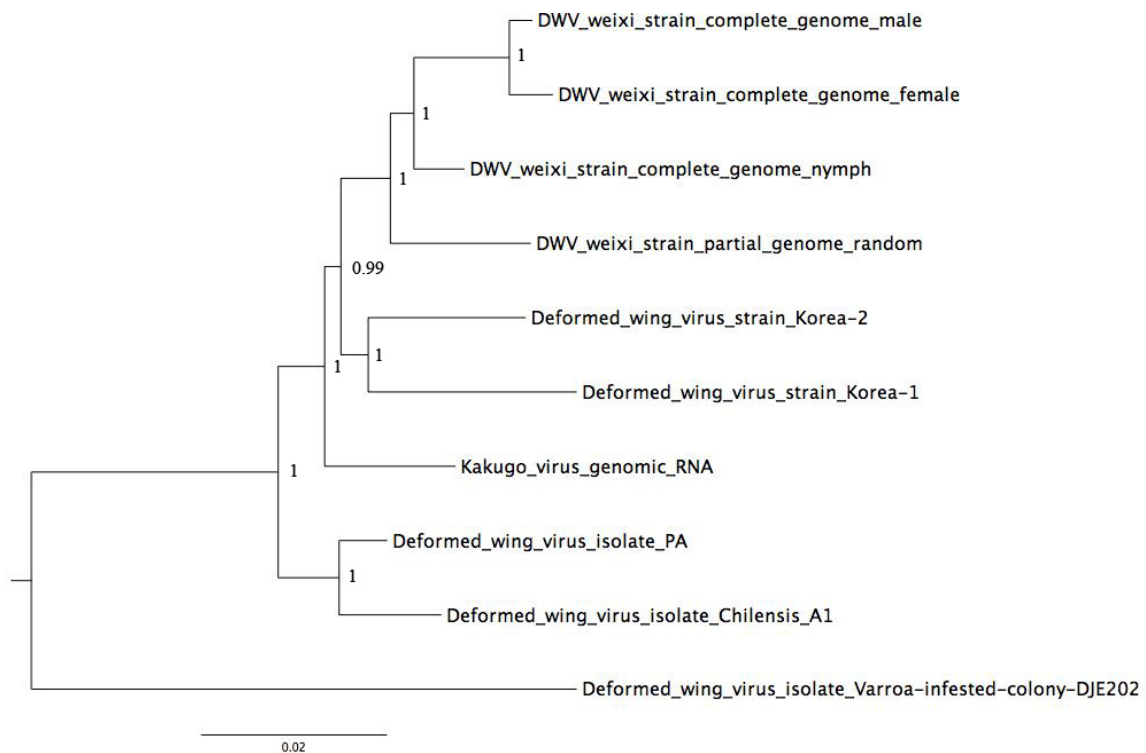 DWV_weixi_strain_complete_genome_male
1
DWV_weixi_strain_complete_genome_female
1
DWV_weixi_strain_complete_genome_nymph
1
DWV_weixi_strain_partial_genome_random
0.99
Deformed_wing_virus_strain_Korea-2
1
1
Deformed_wing_virus_strain_Korea-1
Kakugo_virus_genomic_RNA
1
Deformed_wing_virus_isolate_PA
1
Deformed_wing_virus_isolate_Chilensis_A1
Deformed_wing_virus_isolate_Varroa-infested-colony-DJE202
0.02